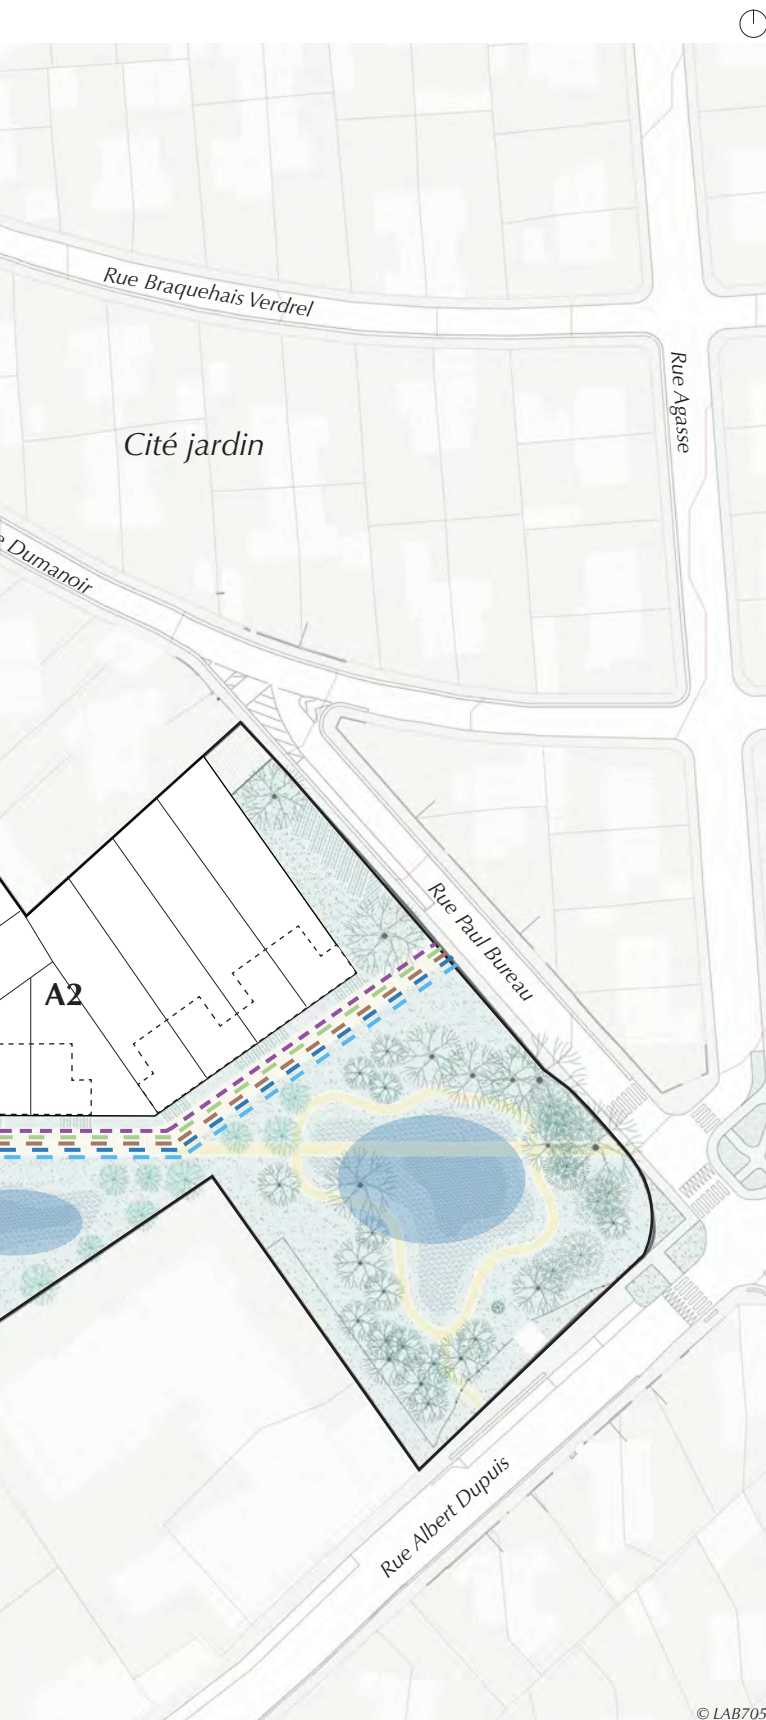 Rue Braquehais Verdrel
Rue Agasse
Cité jardin
Dumanoir
Rue Paul Bureau
A2
Rue Albert Dupuis
© LAB705